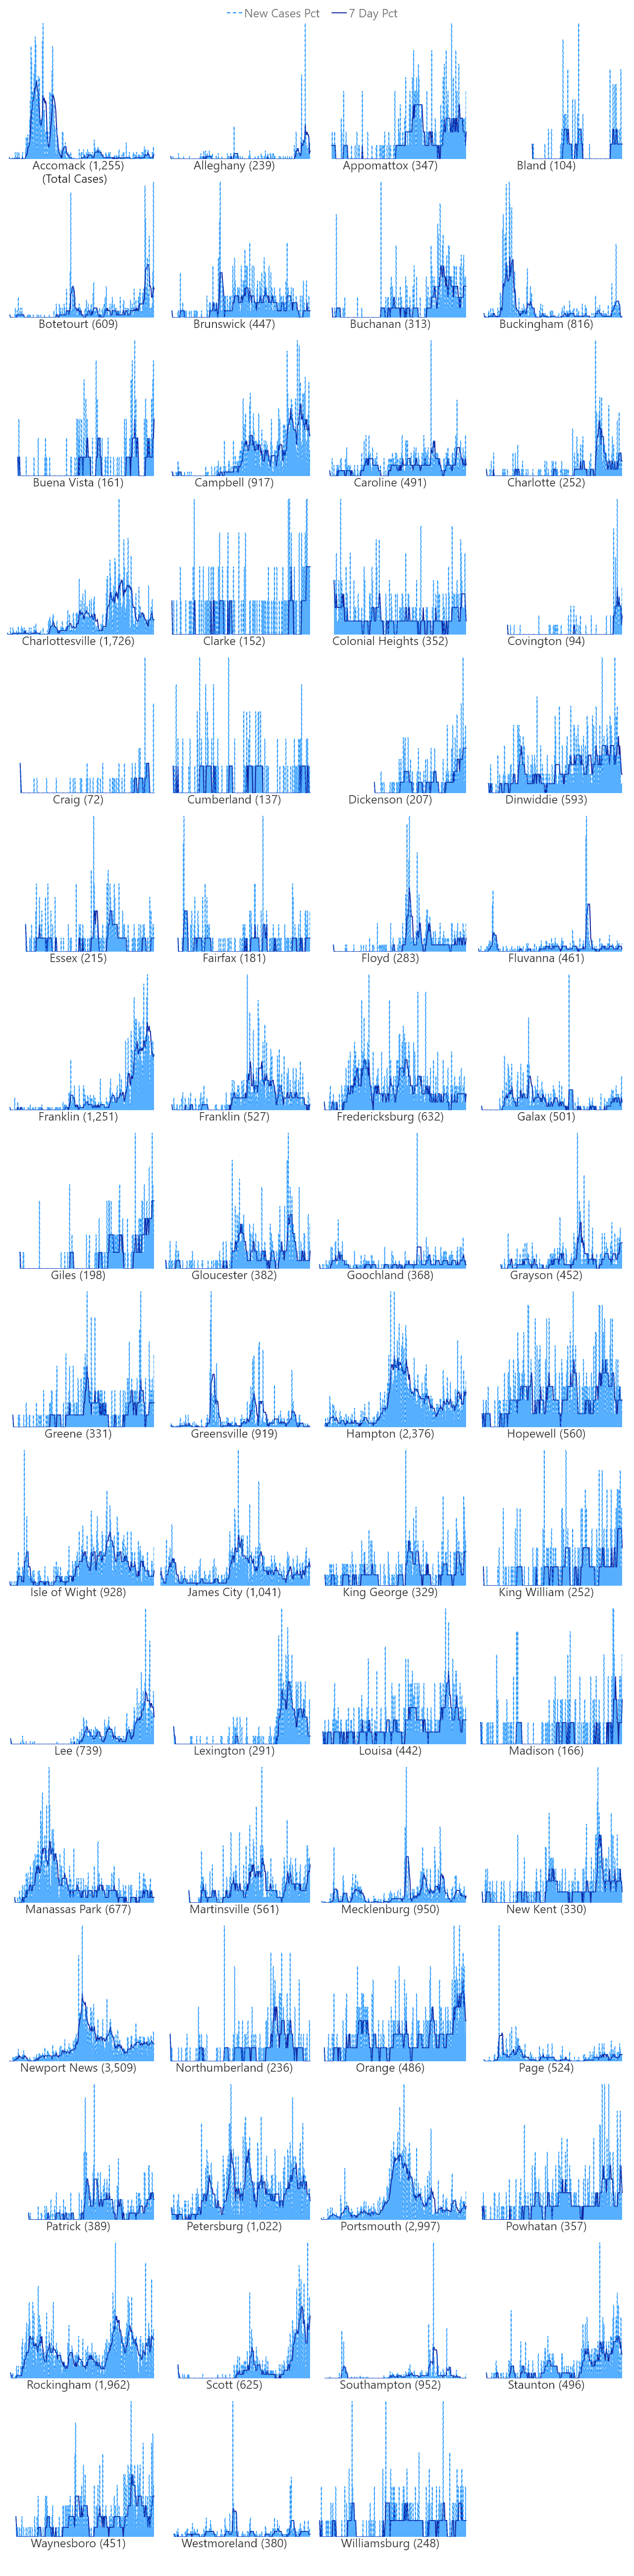 New Cases Pct 7 Day Pct
Accomack (1,255) Alleghany (239) Appomattox (347) Bland (104)
(Total Cases)
Botetourt (609) Brunswick (447) Buchanan (313) Buckingham (816)
Buena Vista (161) Campbell (917) Caroline (491) Charlotte (252)
Charlottesville (1,726) Clarke (152) Colonial Heights (352) Covington (94)
Craig (72) Cumberland (137) Dickenson (207) Dinwiddie (593)
Essex (215) Fairfax (181) Floyd (283) Fluvanna (461)
Franklin (1,251) Franklin (527) Fredericksburg (632) Galax (501)
Giles (198) Gloucester (382) Goochland (368) Grayson (452)
Greene (331) Greensville (919) Hampton (2,376) Hopewell (560)
Isle of Wight (928) James City (1,041) King George (329) King William (252)
Lee (739) Lexington (291) Louisa (442) Madison (166)
Manassas Park (677) Martinsville (561) Mecklenburg (950) New Kent (330)
Newport News (3,509) Northumberland (236) Orange (486) Page (524)
Patrick (389) Petersburg (1,022) Portsmouth (2,997) Powhatan (357)
Rockingham (1,962) Scott (625) Southampton (952) Staunton (496)
Waynesboro (451) Westmoreland (380) Williamsburg (248)